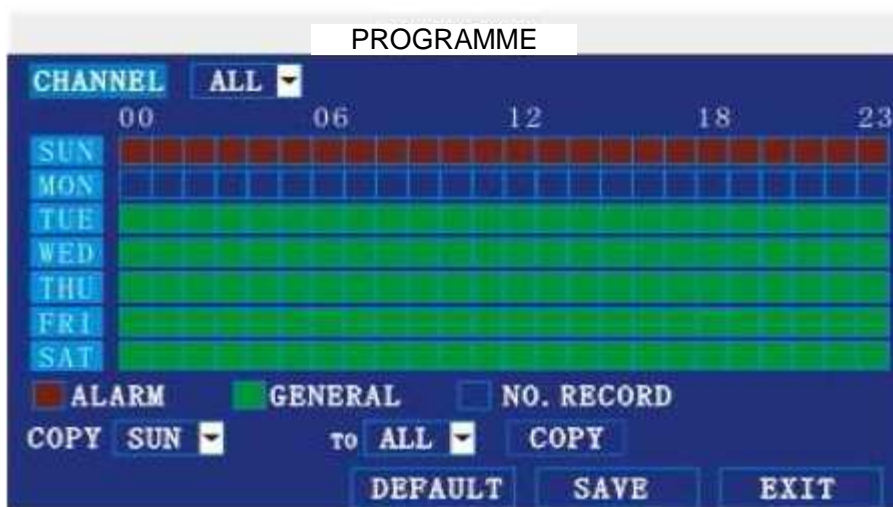 PROGRAMME
CHANNEL ALL
00 06 12 18 23
SUN
MON
TUE
WED
THU
FRI
SAT
ALARM GENERAL NO. RECORD
COPY SUN TO ALL COPY
DEFAULT SAVE EXIT